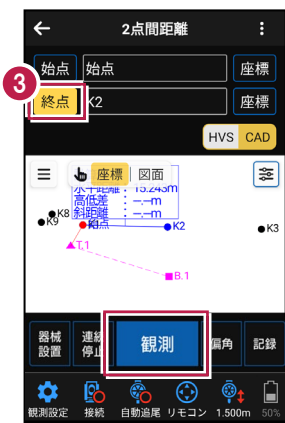 2点間距離
始点 始点 座標
3
終点 K2 座標
HVS CAD
座標 図面
水平距離 : 15.243m
高低差 : -.--m
斜距離 : -.--m
K8
K9
始点
K2
K3
T.1
B.1
器械設置 連続停止 観測 偏角 記録
観測設定 接続 自動追尾 リモコン 1.500m 50%